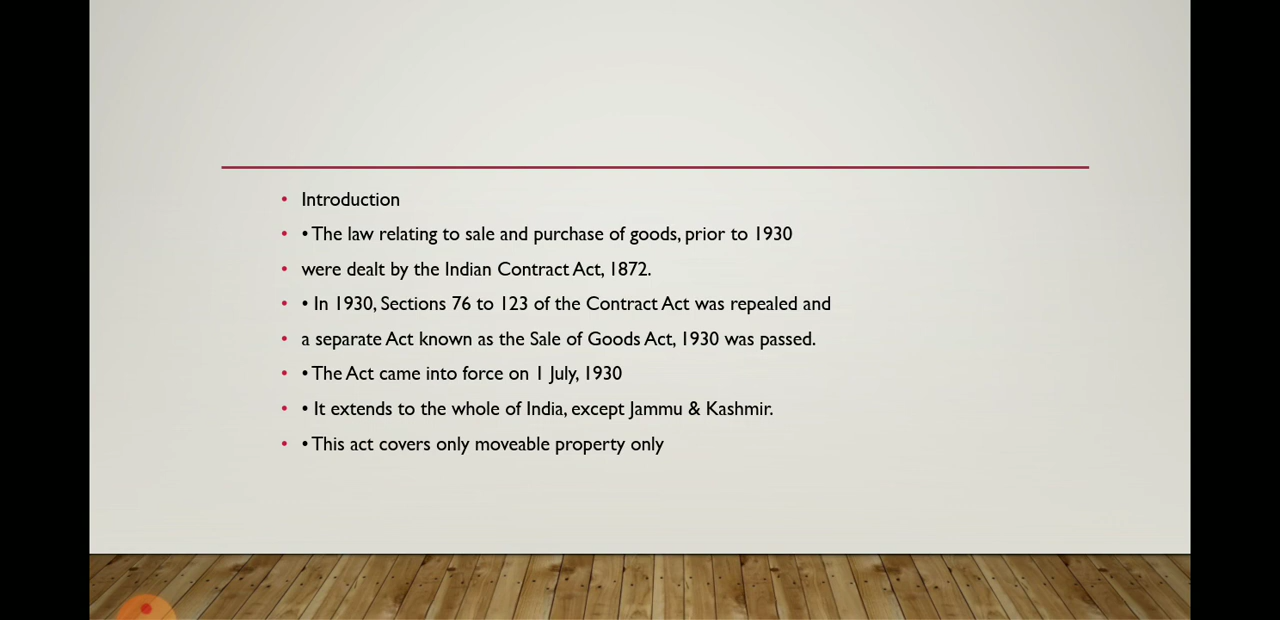 • Introduction
• • The law relating to sale and purchase of goods, prior to 1930
• were dealt by the Indian Contract Act, 1872.
• • In 1930, Sections 76 to 123 of the Contract Act was repealed and
• a separate Act known as the Sale of Goods Act, 1930 was passed.
• • The Act came into force on 1 July, 1930
• • It extends to the whole of India, except Jammu & Kashmir.
• • This act covers only moveable property only